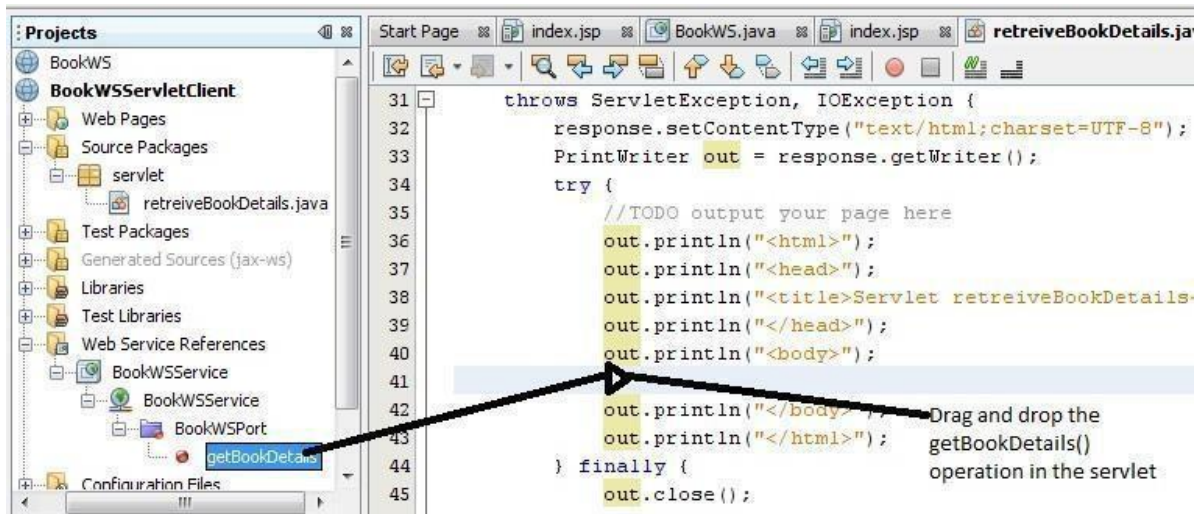 Projects
BookWS
BookWSServletClient
Web Pages
Source Packages
servlet
retreiveBookDetails.java
Test Packages
Generated Sources (jax-ws)
Libraries
Test Libraries
Web Service References
BookWSService
BookWSService
BookWSPort
getBookDetails
Configuration Files
Start Page index.jsp BookWS.java index.jsp retreiveBookDetails.jav
31 throws ServletException, IOException {
32 response.setContentType("text/html;charset=UTF-8");
33 PrintWriter out = response.getWriter();
34 try {
35 //TODO output your page here
36 out.println("<html>");
37 out.println("<head>");
38 out.println("<title>Servlet retreiveBookDetails<
39 out.println("</head>");
40 out.println("<body>");
41
42 out.println("</body>");
43 out.println("</html>");
44 } finally {
45 out.close();
Drag and drop the
getBookDetails()
operation in the servlet